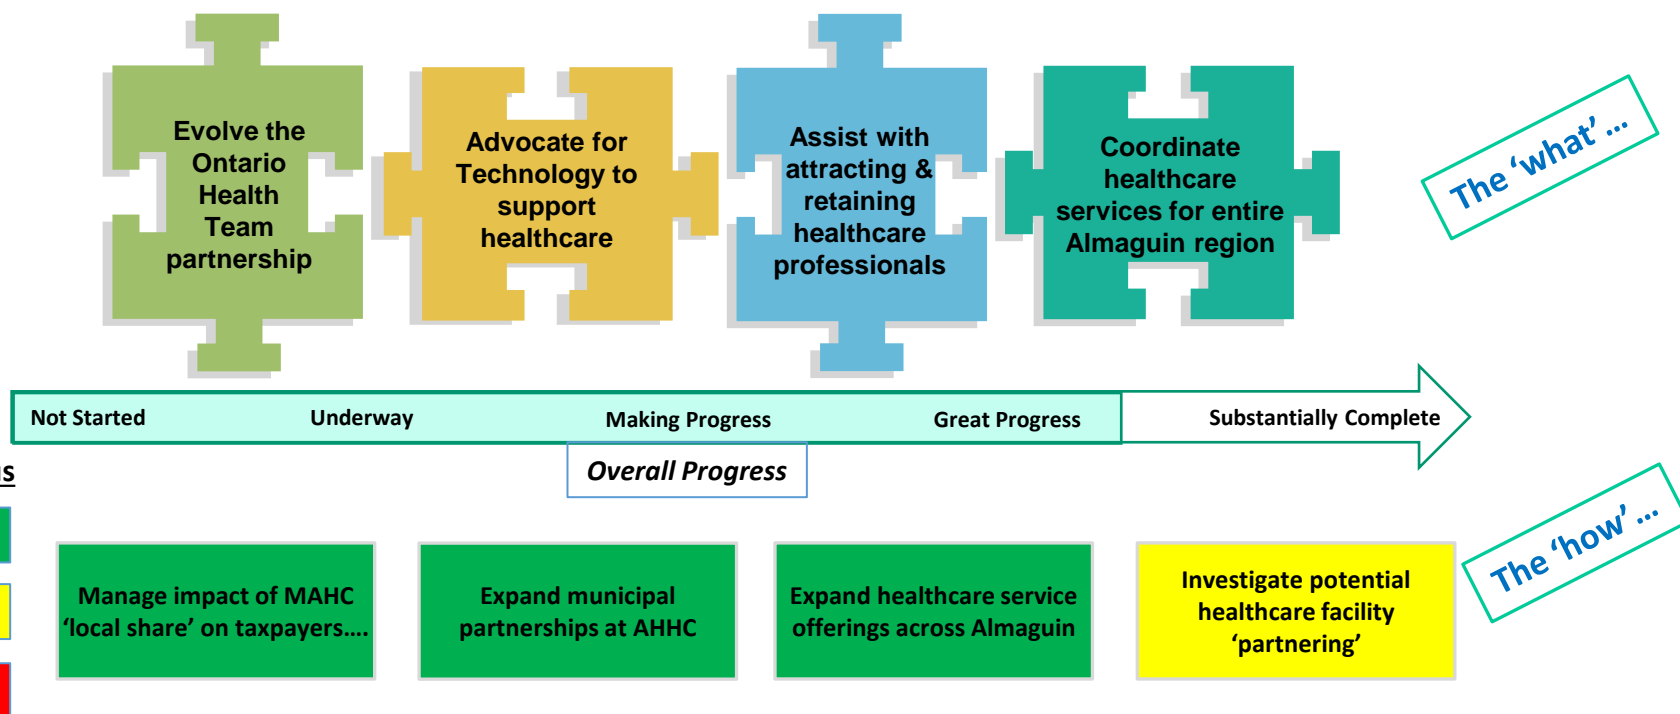 Evolve the
Ontario
Health
Team
partnership
Advocate for
Technology to
support
healthcare
Assist with
attracting &
retaining
healthcare
professionals
Coordinate
healthcare
services for entire
Almaguin region
The ‘what’ ...
Not Started
Underway
Making Progress
Great Progress
Substantially Complete
Overall Progress
The ‘how’ ...
Manage impact of MAHC
‘local share’ on taxpayers....
Expand municipal
partnerships at AHHC
Expand healthcare service
offerings across Almaguin
Investigate potential
healthcare facility
‘partnering’